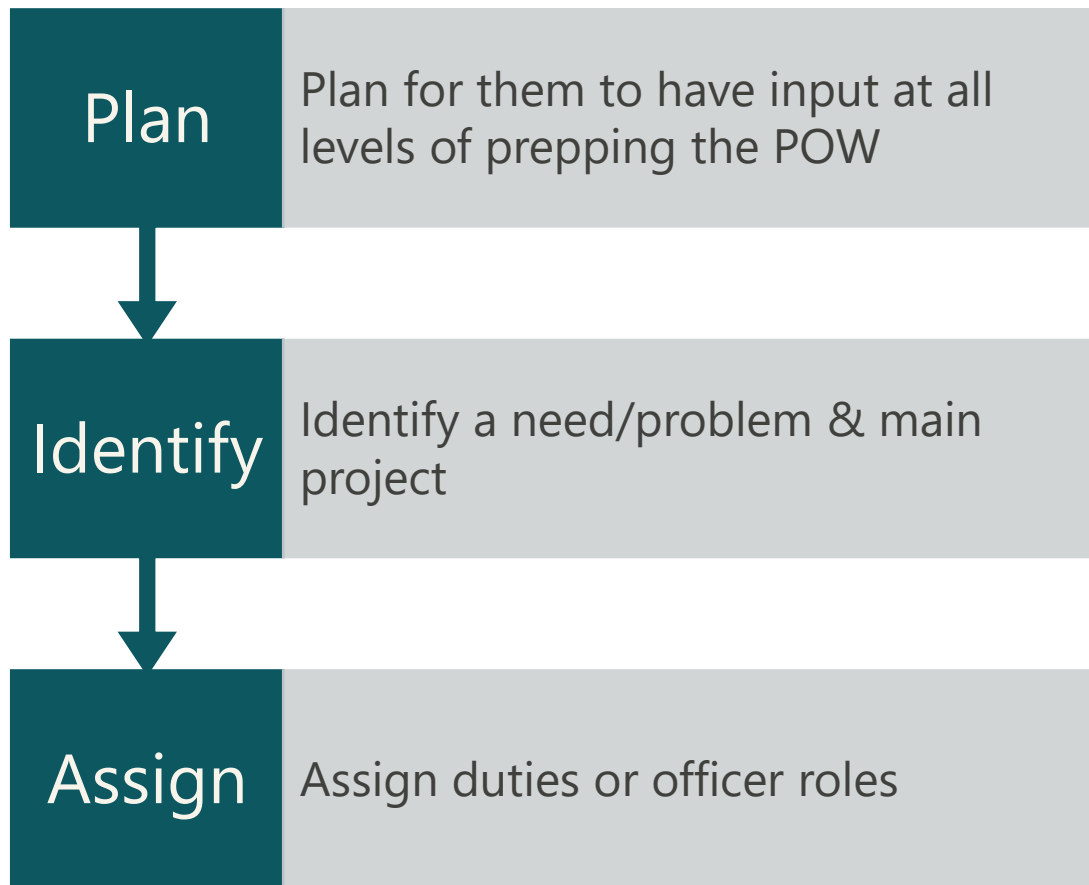 Plan
Plan for them to have input at all
levels of prepping the POW
Identify
Identify a need/problem & main
project
Assign
Assign duties or officer roles